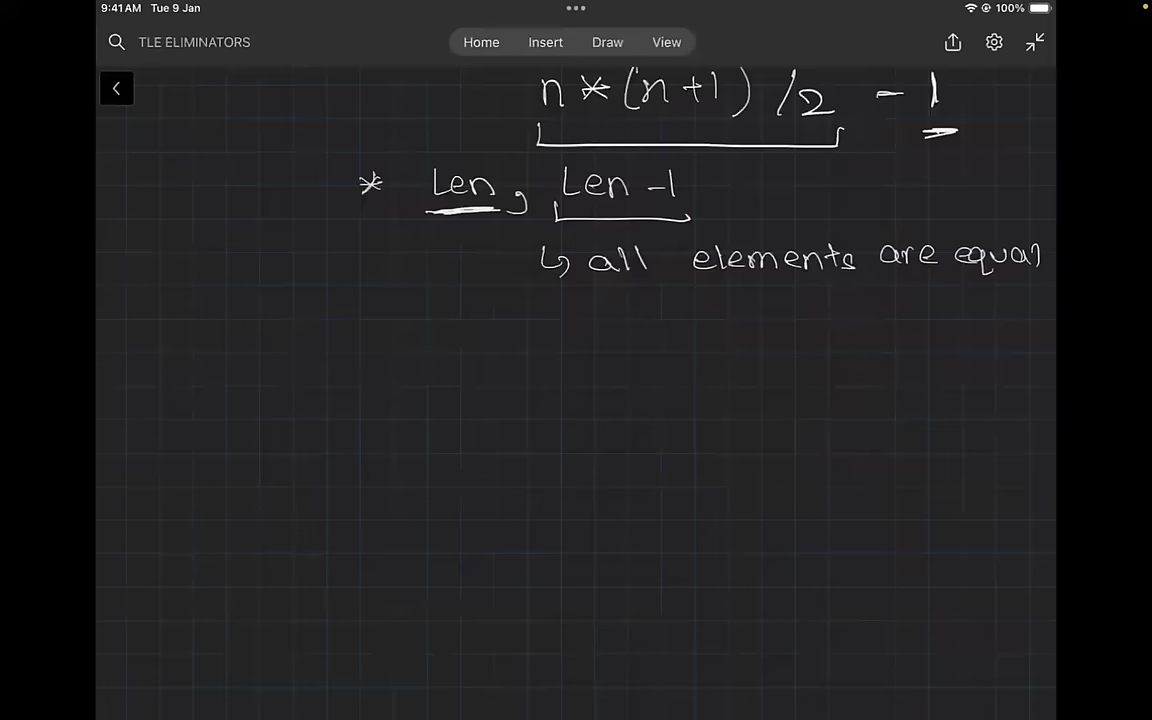 9:41 AM Tue 9 Jan 100%
TLE ELIMINATORS Home Insert Draw View
n * (n + 1) / 2 - 1
* Len, Len - 1
↳ all elements are equal